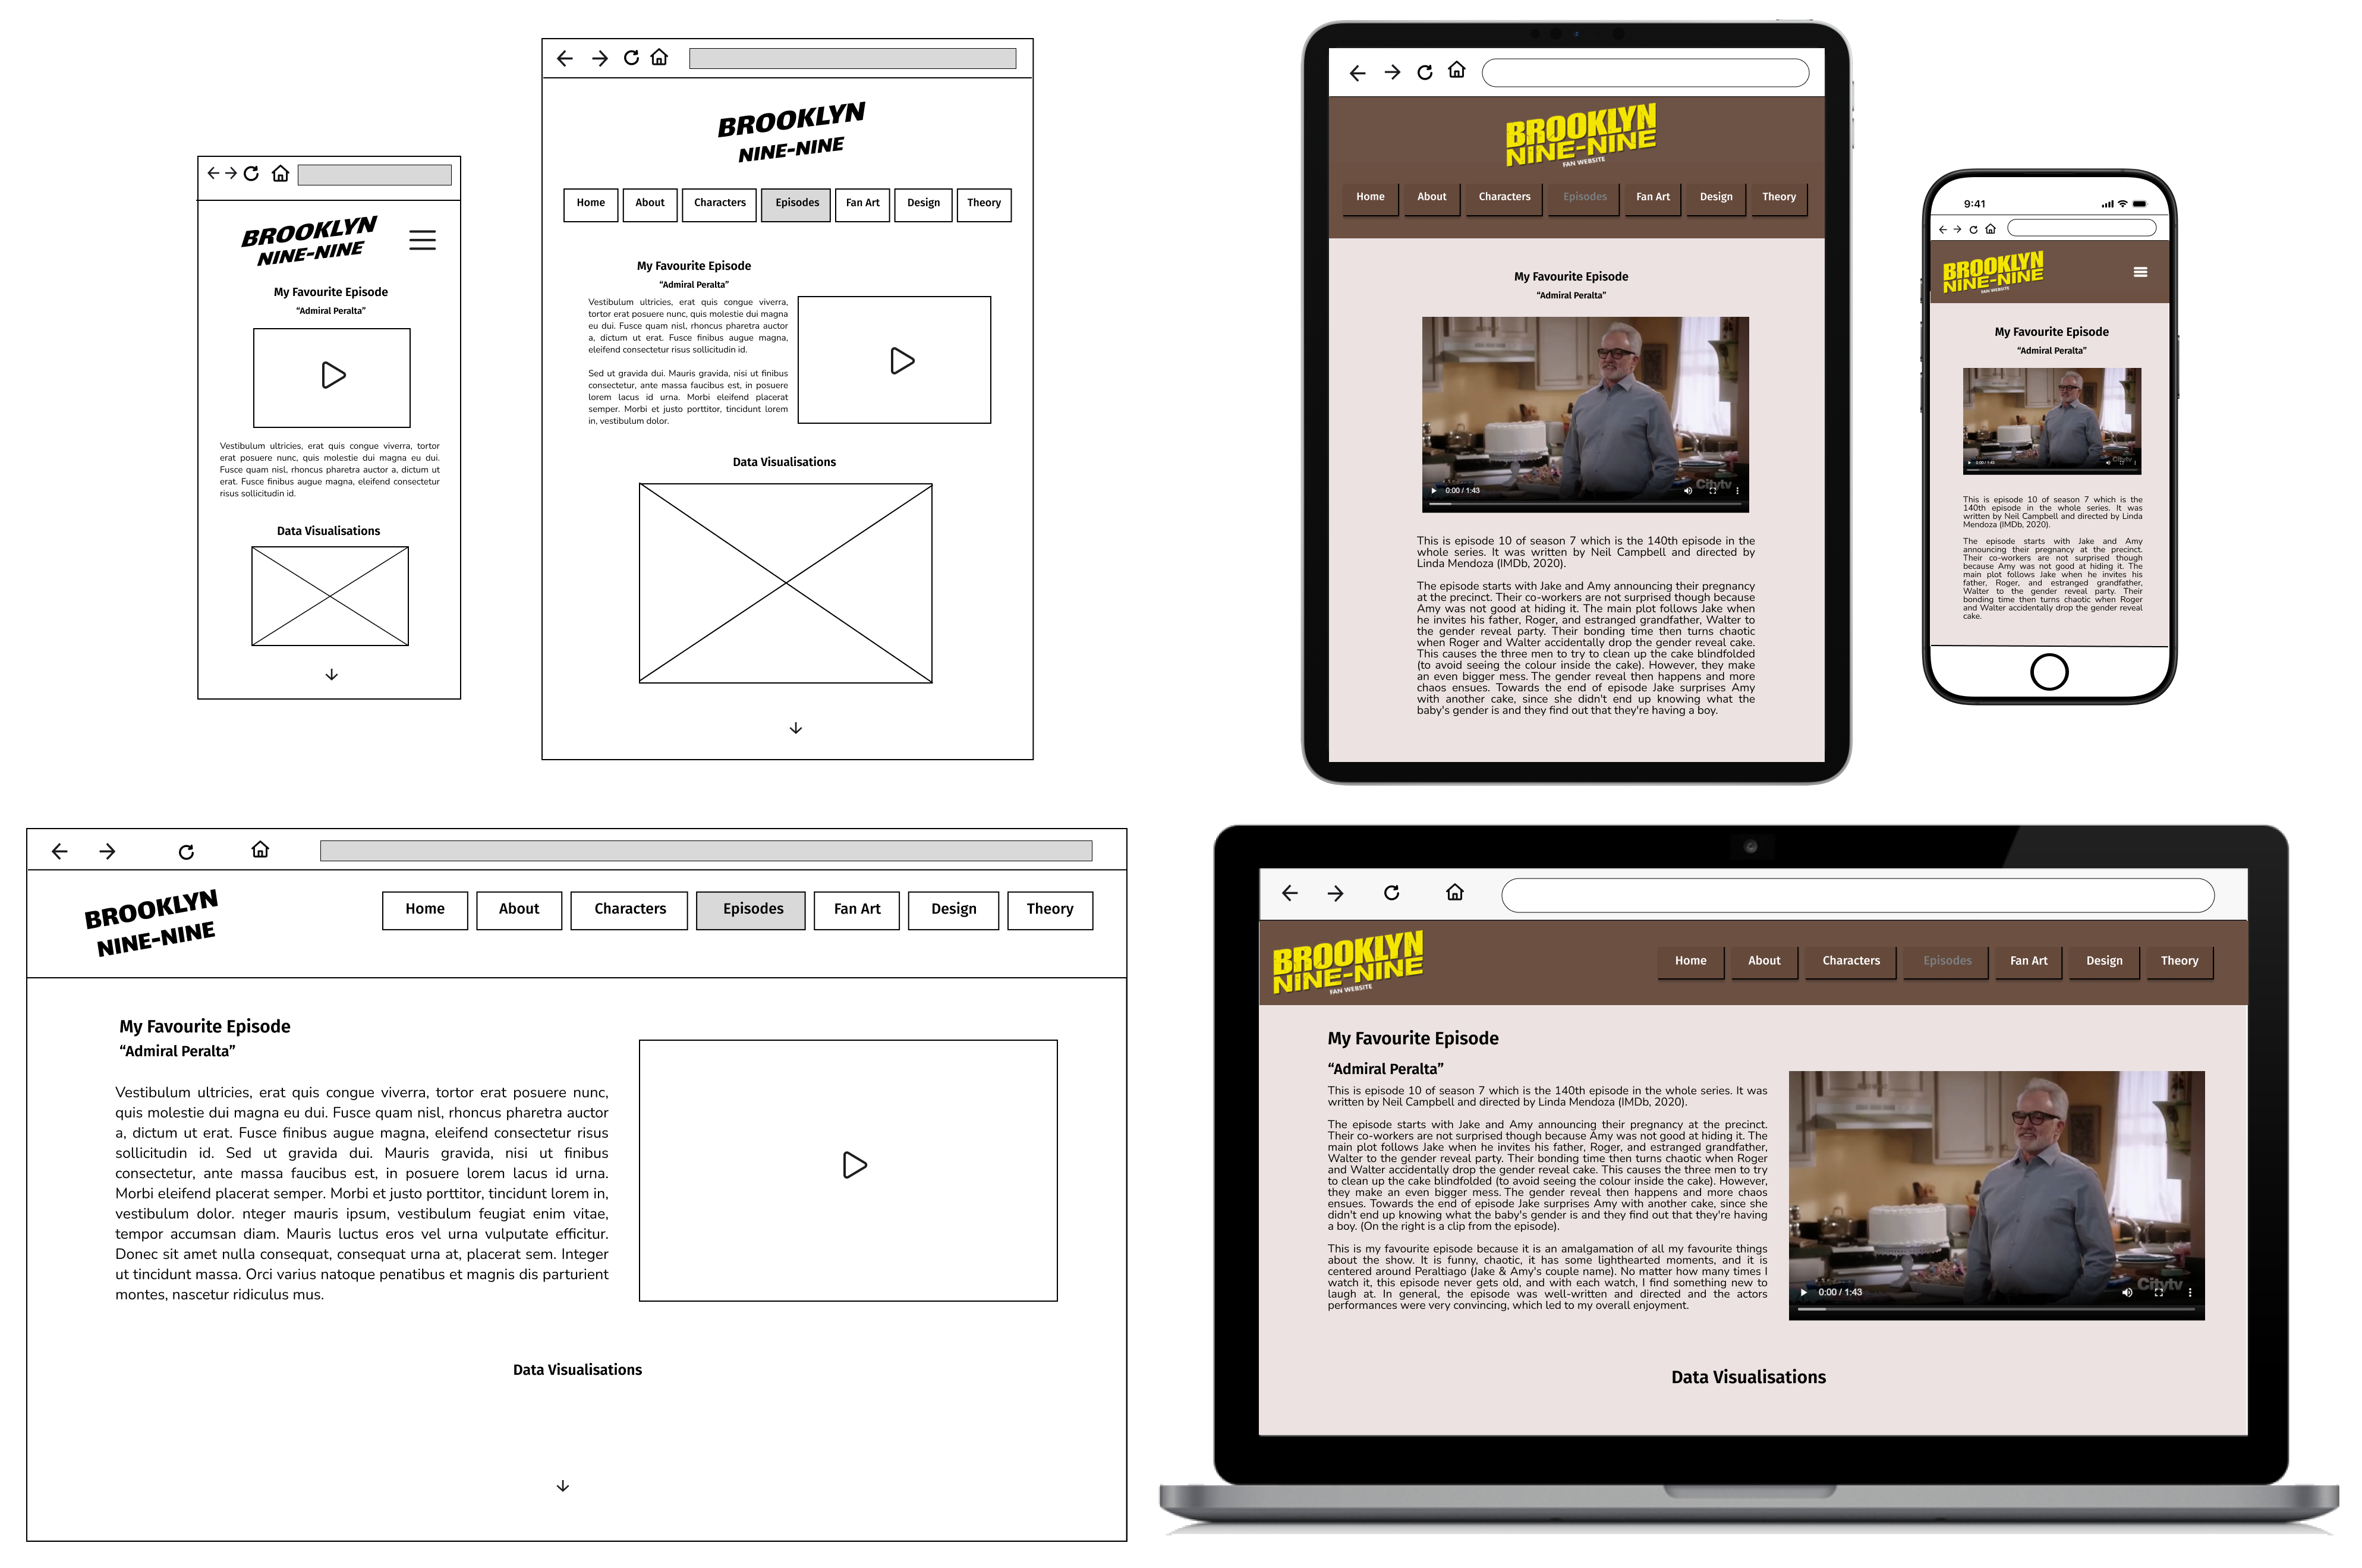 BROOKLYN
NINE-NINE
My Favourite Episode
“Admiral Peralta”
Vestibulum ultricies, erat quis congue viverra, tortor
erat posuere nunc, quis molestie dui magna eu dui.
Fusce quam nisl, rhoncus pharetra auctor a, dictum ut
erat. Fusce finibus augue magna, eleifend consectetur
risus sollicitudin id.
Data Visualisations
BROOKLYN
NINE-NINE
Home
About
Characters
Episodes
Fan Art
Design
Theory
My Favourite Episode
“Admiral Peralta”
Vestibulum ultricies, erat quis congue viverra,
tortor erat posuere nunc, quis molestie dui magna
eu dui. Fusce quam nisl, rhoncus pharetra auctor
a, dictum ut erat. Fusce finibus augue magna,
eleifend consectetur risus sollicitudin id.
Sed ut gravida dui. Mauris gravida, nisi ut finibus
consectetur, ante massa faucibus est, in posuere
lorem lacus id urna. Morbi eleifend placerat
semper. Morbi et justo porttitor, tincidunt lorem
in, vestibulum dolor.
Data Visualisations
BROOKLYN
NINE-NINE
FAN WEBSITE
Home
About
Characters
Episodes
Fan Art
Design
Theory
My Favourite Episode
“Admiral Peralta”
Citytv
0:00 / 1:43
This is episode 10 of season 7 which is the 140th episode in the
whole series. It was written by Neil Campbell and directed by
Linda Mendoza (IMDb, 2020).
The episode starts with Jake and Amy announcing their pregnancy
at the precinct. Their co-workers are not surprised though because
Amy was not good at hiding it. The main plot follows Jake when
he invites his father, Roger, and estranged grandfather, Walter to
the gender reveal party. Their bonding time then turns chaotic
when Roger and Walter accidentally drop the gender reveal cake.
This causes the three men to try to clean up the cake blindfolded
(to avoid seeing the colour inside the cake). However, they make
an even bigger mess. The gender reveal then happens and more
chaos ensues. Towards the end of episode Jake surprises Amy
with another cake, since she didn't end up knowing what the
baby's gender is and they find out that they're having a boy.
9:41
BROOKLYN
NINE-NINE
FAN WEBSITE
My Favourite Episode
“Admiral Peralta”
Citytv
0:00 / 1:43
This is episode 10 of season 7 which is the
140th episode in the whole series. It was
written by Neil Campbell and directed by Linda
Mendoza (IMDb, 2020).
The episode starts with Jake and Amy
announcing their pregnancy at the precinct.
Their co-workers are not surprised though
because Amy was not good at hiding it. The
main plot follows Jake when he invites his
father, Roger, and estranged grandfather,
Walter to the gender reveal party. Their
bonding time then turns chaotic when Roger
and Walter accidentally drop the gender reveal
cake.
BROOKLYN
NINE-NINE
Home
About
Characters
Episodes
Fan Art
Design
Theory
My Favourite Episode
“Admiral Peralta”
Vestibulum ultricies, erat quis congue viverra, tortor erat posuere nunc,
quis molestie dui magna eu dui. Fusce quam nisl, rhoncus pharetra auctor
a, dictum ut erat. Fusce finibus augue magna, eleifend consectetur risus
sollicitudin id. Sed ut gravida dui. Mauris gravida, nisi ut finibus
consectetur, ante massa faucibus est, in posuere lorem lacus id urna.
Morbi eleifend placerat semper. Morbi et justo porttitor, tincidunt lorem in,
vestibulum dolor. nteger mauris ipsum, vestibulum feugiat enim vitae,
tempor accumsan diam. Mauris luctus eros vel urna vulputate efficitur.
Donec sit amet nulla consequat, consequat urna at, placerat sem. Integer
ut tincidunt massa. Orci varius natoque penatibus et magnis dis parturient
montes, nascetur ridiculus mus.
Data Visualisations
BROOKLYN
NINE-NINE
FAN WEBSITE
Home
About
Characters
Episodes
Fan Art
Design
Theory
My Favourite Episode
“Admiral Peralta”
This is episode 10 of season 7 which is the 140th episode in the whole series. It was
written by Neil Campbell and directed by Linda Mendoza (IMDb, 2020).
The episode starts with Jake and Amy announcing their pregnancy at the precinct.
Their co-workers are not surprised though because Amy was not good at hiding it. The
main plot follows Jake when he invites his father, Roger, and estranged grandfather,
Walter to the gender reveal party. Their bonding time then turns chaotic when Roger
and Walter accidentally drop the gender reveal cake. This causes the three men to try
to clean up the cake blindfolded (to avoid seeing the colour inside the cake). However,
they make an even bigger mess. The gender reveal then happens and more chaos
ensues. Towards the end of episode Jake surprises Amy with another cake, since she
didn't end up knowing what the baby's gender is and they find out that they're having
a boy. (On the right is a clip from the episode).
This is my favourite episode because it is an amalgamation of all my favourite things
about the show. It is funny, chaotic, it has some lighthearted moments, and it is
centered around Peraltiago (Jake & Amy's couple name). No matter how many times I
watch it, this episode never gets old, and with each watch, I find something new to
laugh at. In general, the episode was well-written and directed and the actors
performances were very convincing, which led to my overall enjoyment.
Citytv
0:00 / 1:43
Data Visualisations